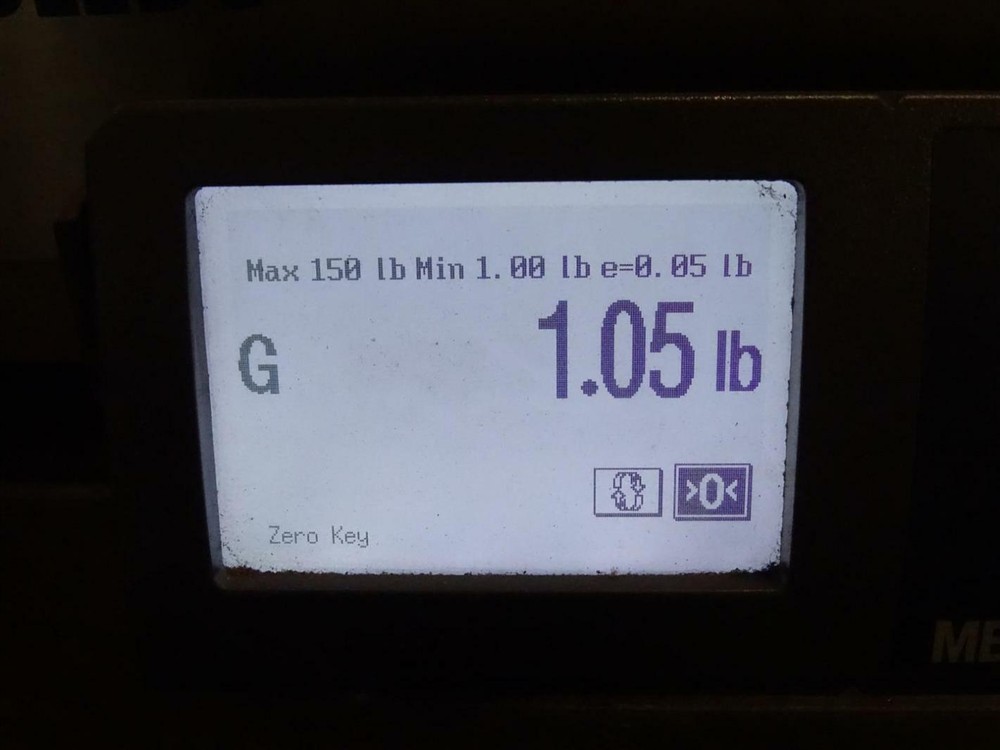 Max 150 lb Min 1.00 lb e=0.05 lb
G 1.05 lb
>0<
Zero Key